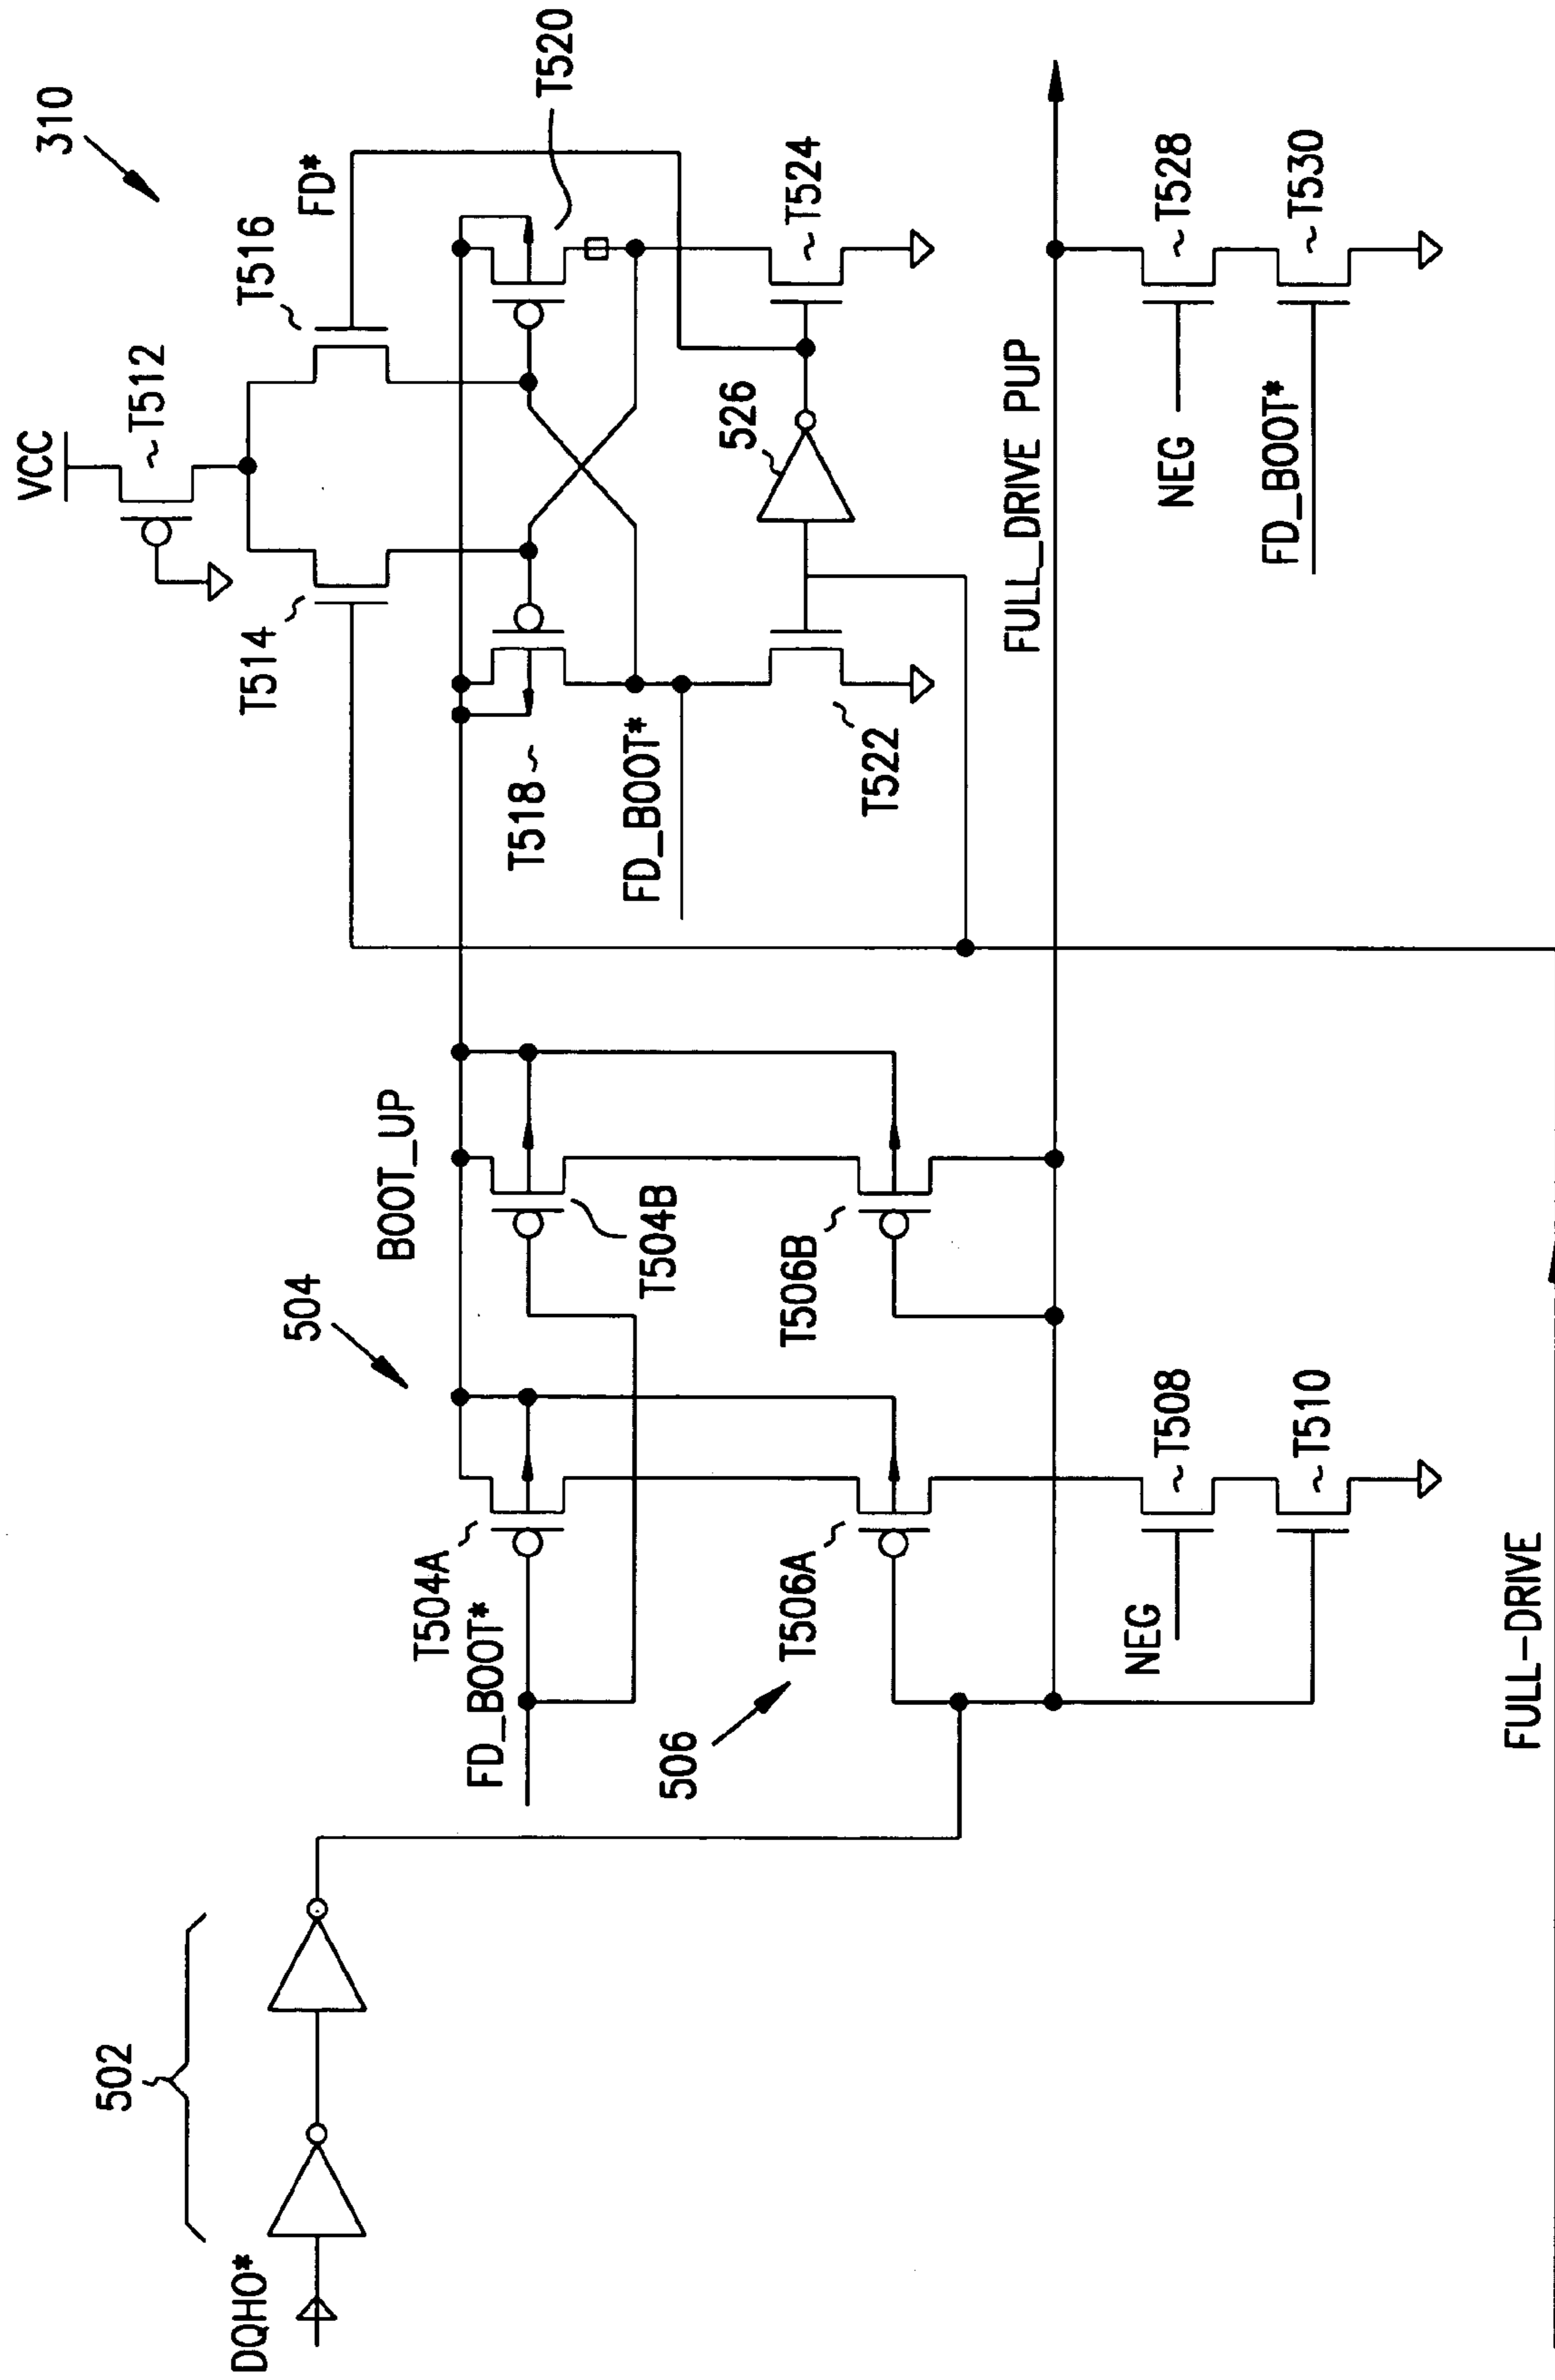 310
VCC
T512
T516
FD*
T514
T520
BOOT_UP
504
T518
FD_BOOT*
T504A
FD_BOOT*
T504B
526
T524
T522
502
DQHO*
506
T506A
T506B
FULL_DRIVE PUP
NEG
T508
T510
NEG
T528
FD_BOOT*
T530
FULL-DRIVE